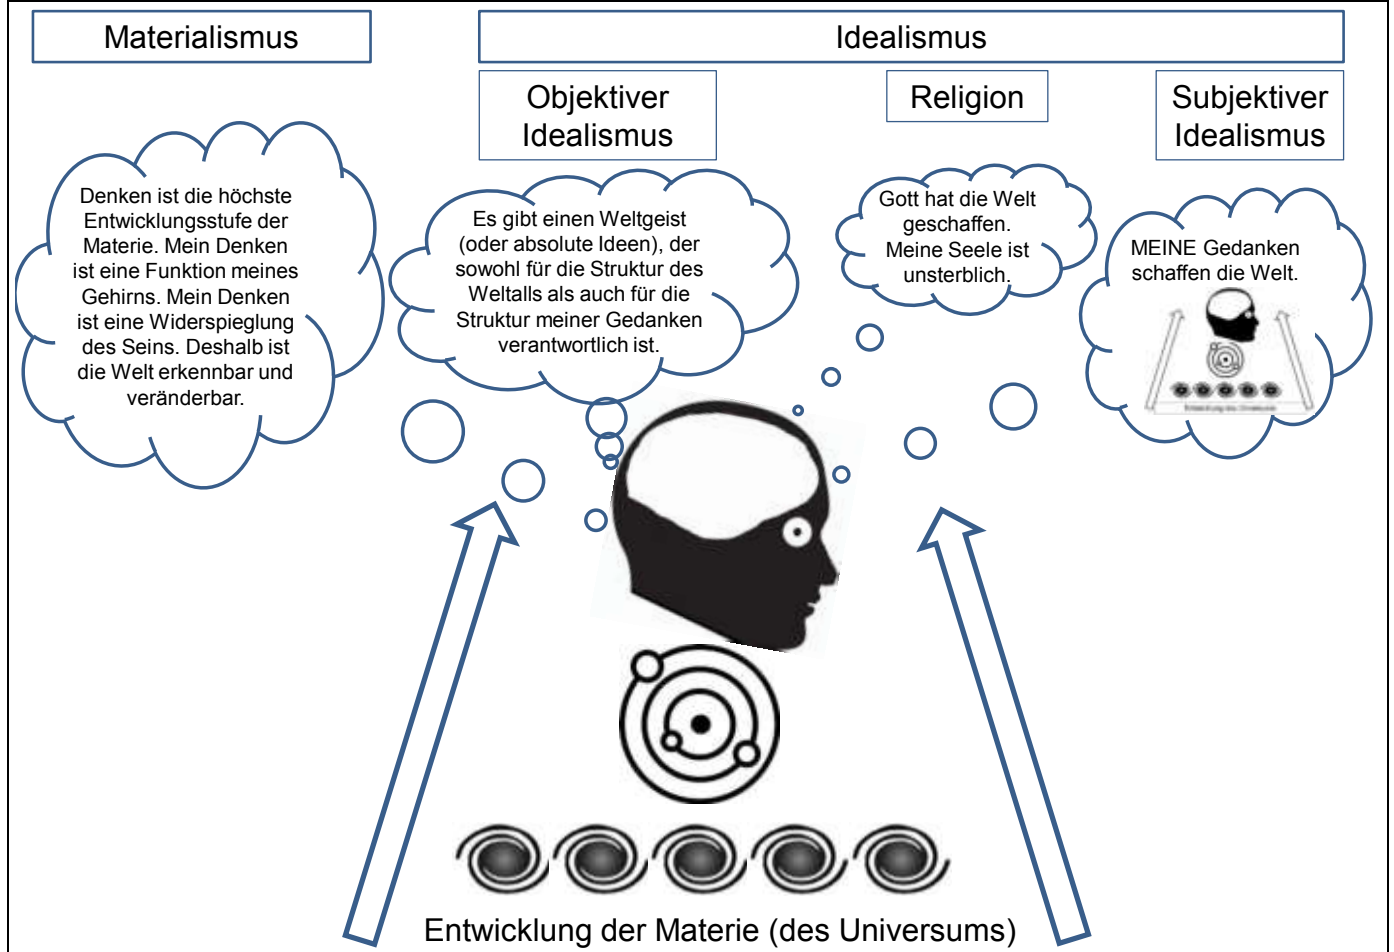 Materialismus
Idealismus
Objektiver
Idealismus
Religion
Subjektiver
Idealismus
Denken ist die höchste
Entwicklungsstufe der
Materie. Mein Denken
ist eine Funktion meines
Gehirns. Mein Denken
ist eine Widerspieglung
des Seins. Deshalb ist
die Welt erkennbar und
veränderbar.
Es gibt einen Weltgeist
(oder absolute Ideen), der
sowohl für die Struktur des
Weltalls als auch für die
Struktur meiner Gedanken
verantwortlich ist.
Gott hat die Welt
geschaffen.
Meine Seele ist
unsterblich.
MEINE Gedanken
schaffen die Welt.
Entwicklung des Universums
Entwicklung der Materie (des Universums)